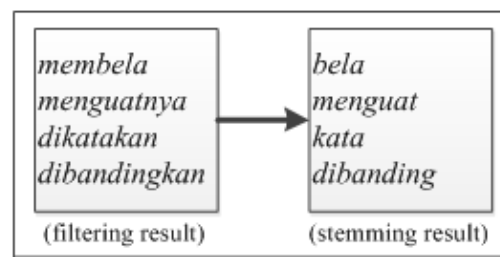 membela
menguatnya
dikatakan
dibandingkan
(filtering result)
bela
menguat
kata
dibanding
(stemming result)